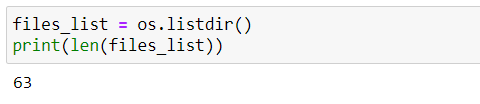 files_list = os.listdir()
print(len(files_list))
63